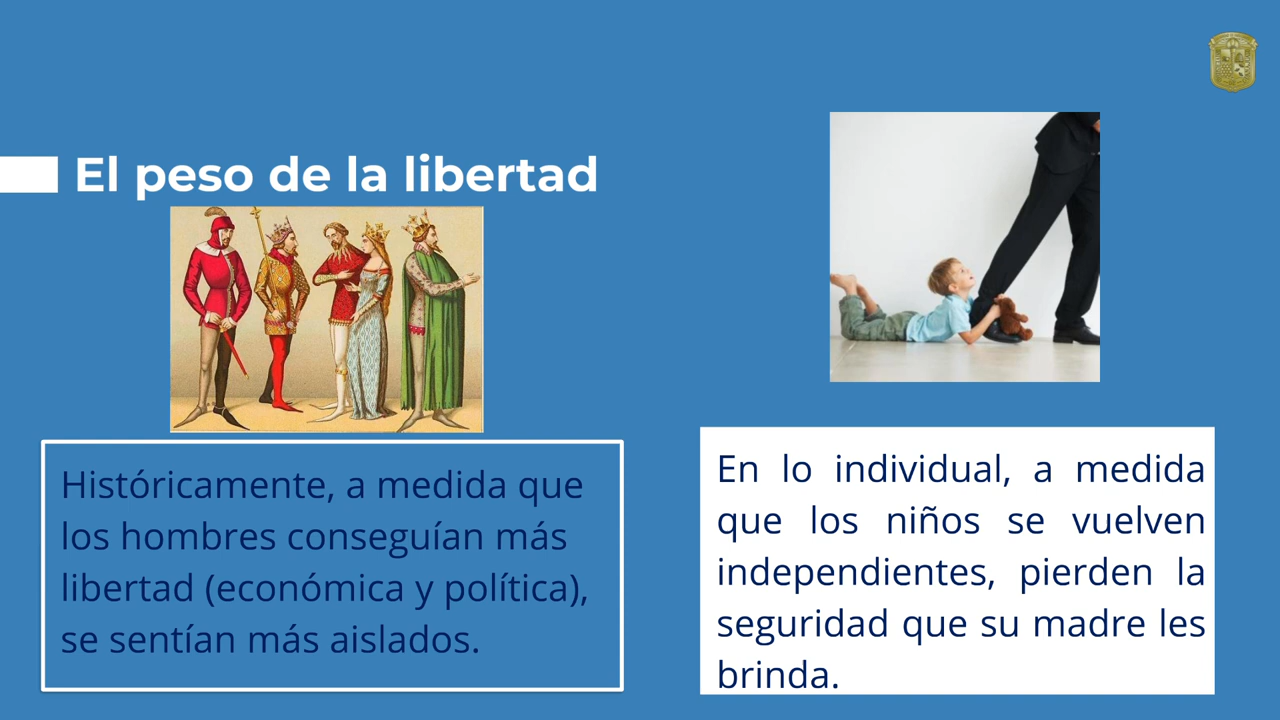 El peso de la libertad
Históricamente, a medida que
los hombres conseguían más
libertad (económica y política),
se sentían más aislados.
En lo individual, a medida
que los niños se vuelven
independientes, pierden la
seguridad que su madre les
brinda.